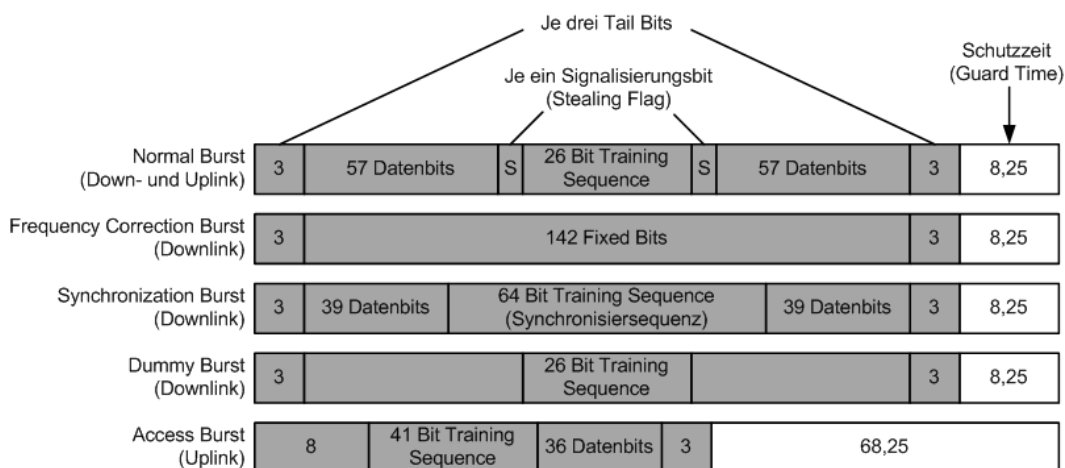 Je drei Tail Bits
Schutzzeit
(Guard Time)
Je ein Signalisierungsbit
(Stealing Flag)
Normal Burst
(Down- und Uplink)
3
57 Datenbits
S
26 Bit Training
Sequence
S
57 Datenbits
3
8,25
Frequency Correction Burst
(Downlink)
3
142 Fixed Bits
3
8,25
Synchronization Burst
(Downlink)
3
39 Datenbits
64 Bit Training Sequence
(Synchronisiersequenz)
39 Datenbits
3
8,25
Dummy Burst
(Downlink)
3
26 Bit Training
Sequence
3
8,25
Access Burst
(Uplink)
8
41 Bit Training
Sequence
36 Datenbits
3
68,25